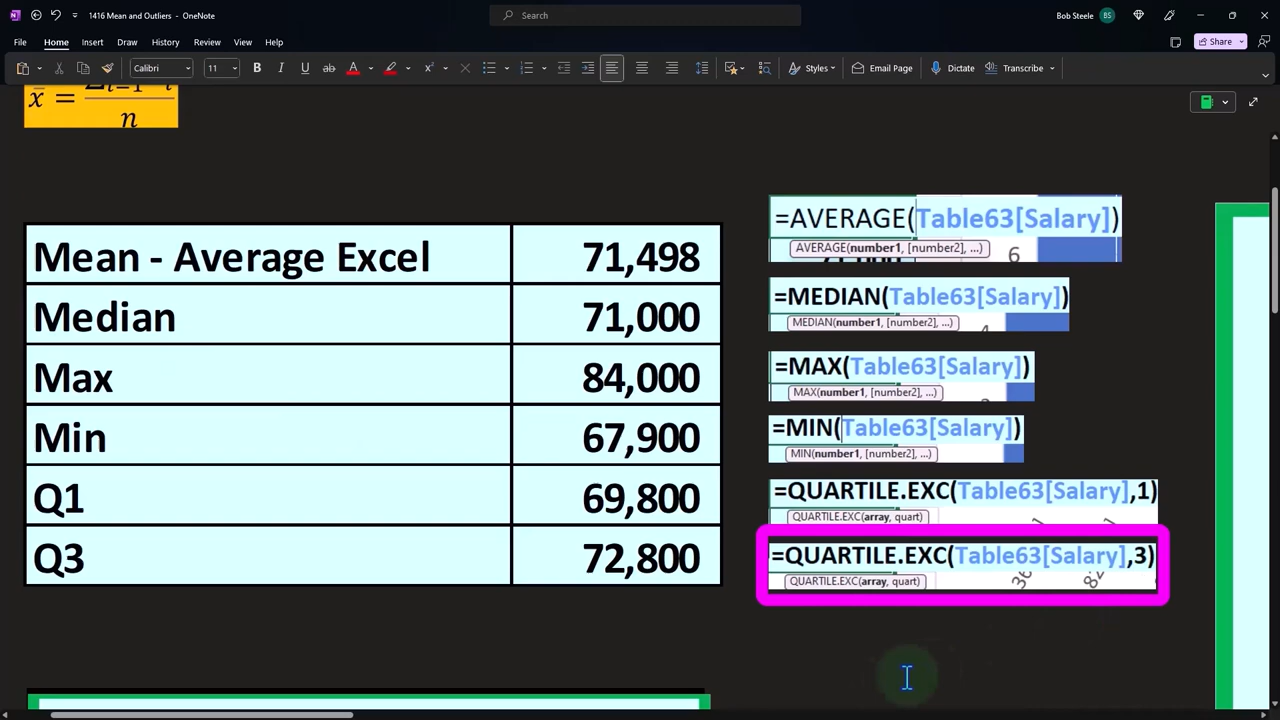 1416 Mean and Outliers - OneNote
Search
Bob Steele BS
File Home Insert Draw History Review View Help
Share
Calibri 11 B I U ab A Styles Email Page Dictate Transcribe
x̄ =
n
Mean - Average Excel 71,498
Median 71,000
Max 84,000
Min 67,900
Q1 69,800
Q3 72,800
=AVERAGE(Table63[Salary])
AVERAGE(number1, [number2], ...) 6
=MEDIAN(Table63[Salary])
MEDIAN(number1, [number2], ...)
=MAX(Table63[Salary])
MAX(number1, [number2], ...)
=MIN(Table63[Salary])
MIN(number1, [number2], ...)
=QUARTILE.EXC(Table63[Salary],1)
QUARTILE.EXC(array, quart)
=QUARTILE.EXC(Table63[Salary],3)
QUARTILE.EXC(array, quart)